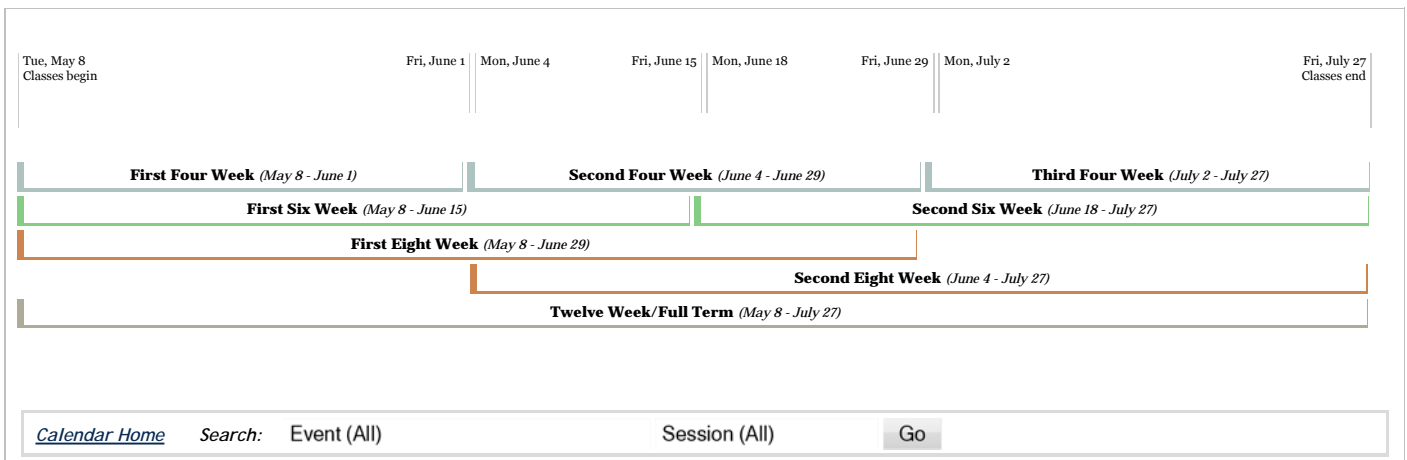 Tue, May 8 Fri, June 1 Mon, June 4 Fri, June 15 Mon, June 18 Fri, June 29 Mon, July 2 Fri, July 27
Classes begin Classes end
First Four Week (May 8 - June 1) Second Four Week (June 4 - June 29) Third Four Week (July 2 - July 27)
First Six Week (May 8 - June 15) Second Six Week (June 18 - July 27)
First Eight Week (May 8 - June 29)
Second Eight Week (June 4 - July 27)
Twelve Week/Full Term (May 8 - July 27)
Calendar Home Search: Event (All) Session (All) Go